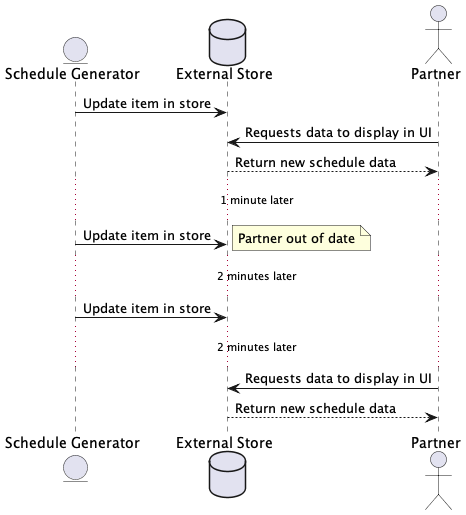 Schedule Generator External Store Partner
Update item in store
Requests data to display in UI
Return new schedule data
1 minute later
Update item in store Partner out of date
2 minutes later
Update item in store
2 minutes later
Requests data to display in UI
Return new schedule data
Schedule Generator External Store Partner